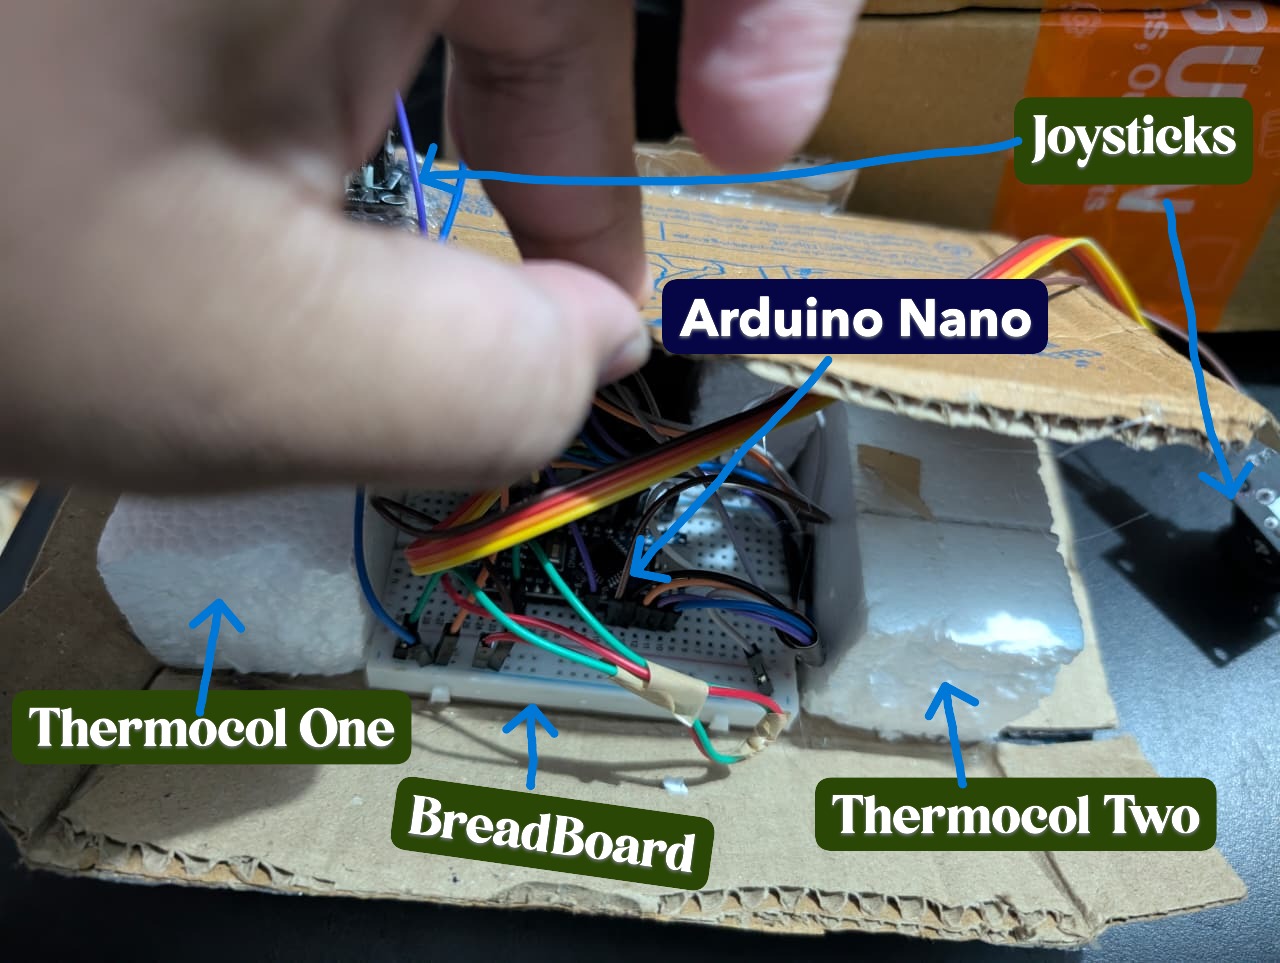 Joysticks
Arduino Nano
Thermocol One
BreadBoard
Thermocol Two